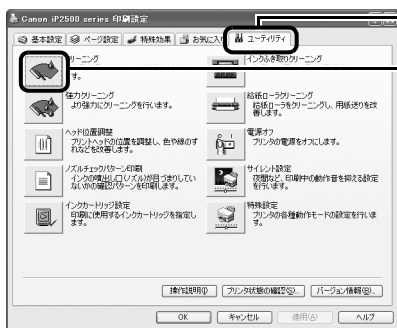 Canon iP2500 series 印刷設定
基本設定 ページ設定 特殊効果 お気に入り ユーティリティ
クリーニング
す。
インクふき取りクリーニング
強力クリーニング
より強力にクリーニングを行います。
給紙ローラクリーニング
給紙ローラをクリーニングし、用紙送りを改
善します。
ヘッド位置調整
プリントヘッドの位置を調整し、色や線のず
れなどを改善します。
電源オフ
プリンタの電源をオフにします。
ノズルチェックパターン印刷
インクの噴出し口(ノズル)が目づまりしてい
ないかの確認パターンを印刷します。
サイレント設定
夜間など、印刷中の動作音を抑える設定
を行います。
インクカートリッジ設定
印刷に使用するインクカートリッジを指定し
ます。
特殊設定
プリンタの各種動作モードの設定を行いま
す。
操作説明(I) プリンタ状態の確認(S)... バージョン情報(B)...
OK キャンセル 適用(A) ヘルプ